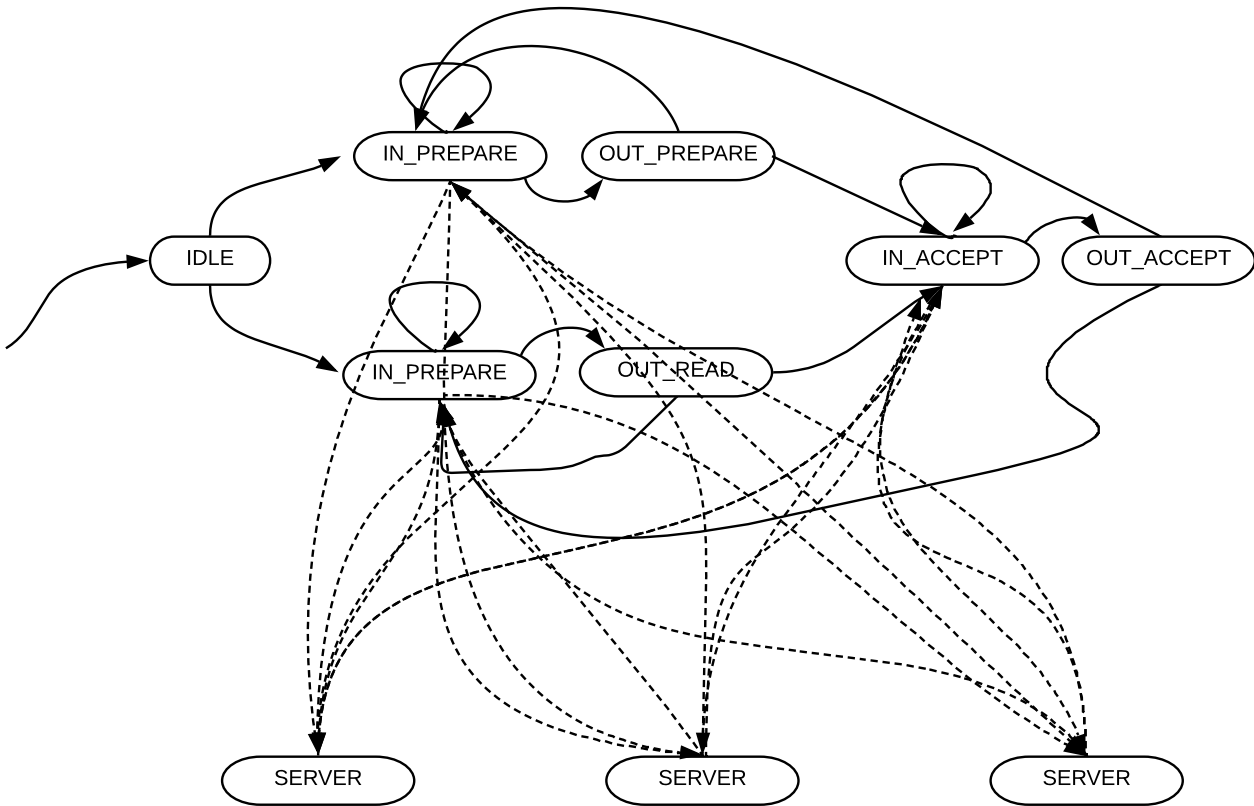 IN_PREPARE
OUT_PREPARE
IDLE
IN_ACCEPT
OUT_ACCEPT
IN_PREPARE
OUT_READ
SERVER
SERVER
SERVER